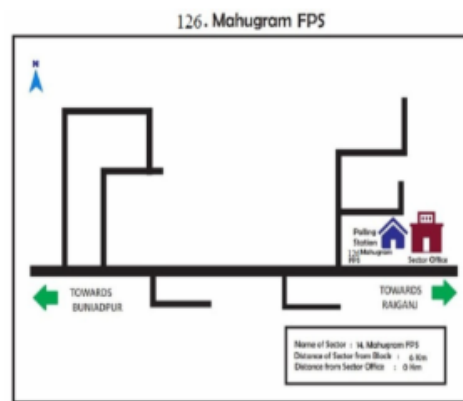 126. Mahugram FPS
N
Polling
Station
126 Mahugram
FPS
Sector Office
TOWARDS
BUNIADPUR
TOWARDS
RAIGANJ
Name of Sector : 14, Mahugram FPS
Distance of Sector from Block : 6 Km
Distance from Sector Office : 0 Km